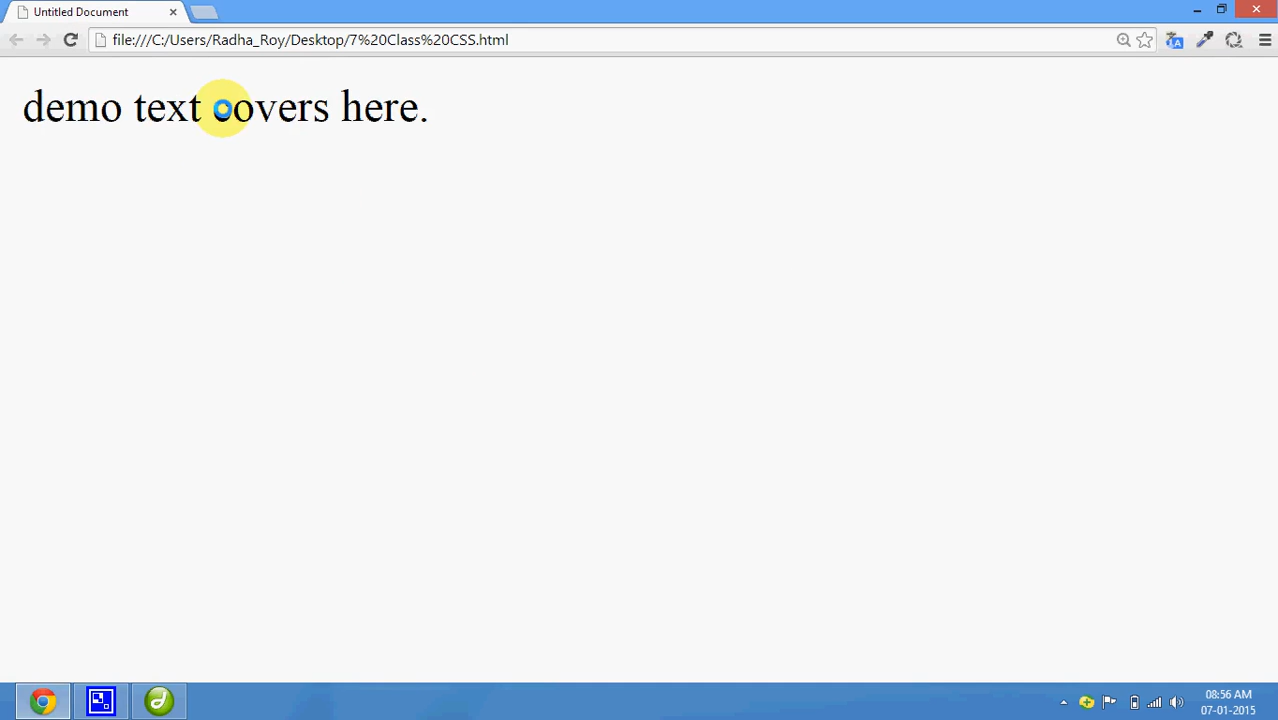 Untitled Document
file:///C:/Users/Radha_Roy/Desktop/7%20Class%20CSS.html
demo text covers here.
08:56 AM
07-01-2015